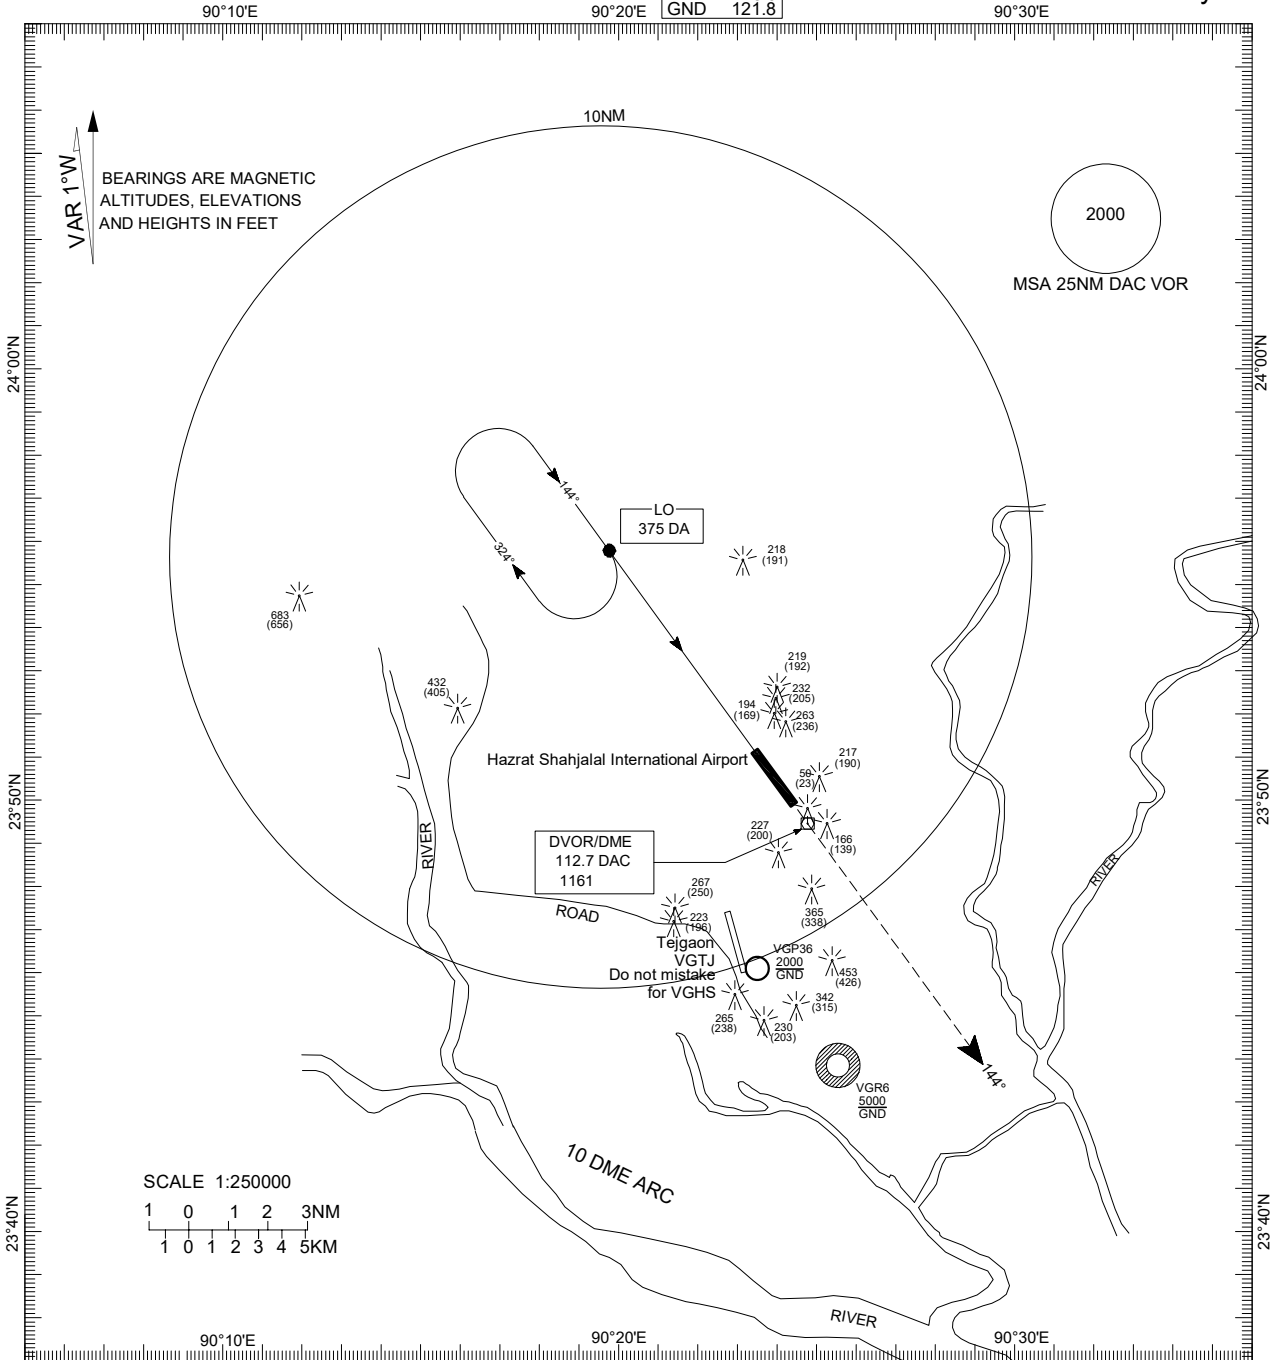 GND 121.8
90°10'E
90°20'E
90°30'E
10NM
VAR 1°W
BEARINGS ARE MAGNETIC
ALTITUDES, ELEVATIONS
AND HEIGHTS IN FEET
2000
MSA 25NM DAC VOR
24°00'N
24°00'N
144°
324°
LO
375 DA
218
(191)
683
(656)
432
(405)
219
(192)
232
(205)
194
(169)
263
(236)
Hazrat Shahjalal International Airport
217
(190)
50
(23)
23°50'N
23°50'N
227
(200)
166
(139)
DVOR/DME
112.7 DAC
1161
RIVER
RIVER
267
(250)
223
(196)
ROAD
365
(338)
Tejgaon
VGTJ
Do not mistake
for VGHS
VGP36
2000
GND
453
(426)
342
(315)
265
(238)
230
(203)
144°
VGR6
5000
GND
10 DME ARC
SCALE 1:250000
1 0 1 2 3NM
1 0 1 2 3 4 5KM
23°40'N
23°40'N
RIVER
90°10'E
90°20'E
90°30'E